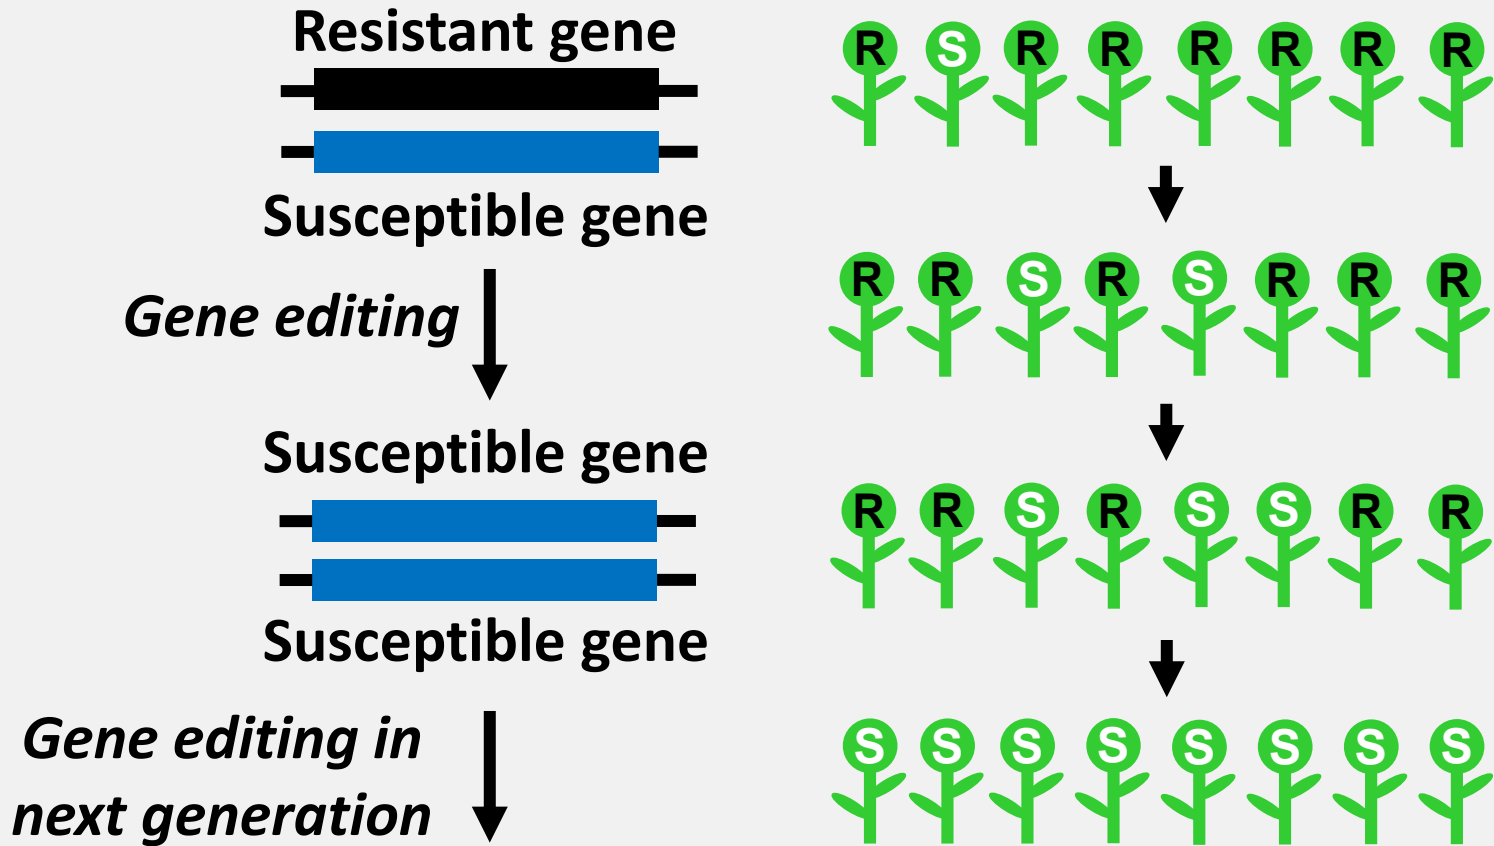 Resistant gene
Susceptible gene
Gene editing
Susceptible gene
Susceptible gene
Gene editing in
next generation
R S R R R R R R
R R S R S R R R
R R S R S S R R
S S S S S S S S